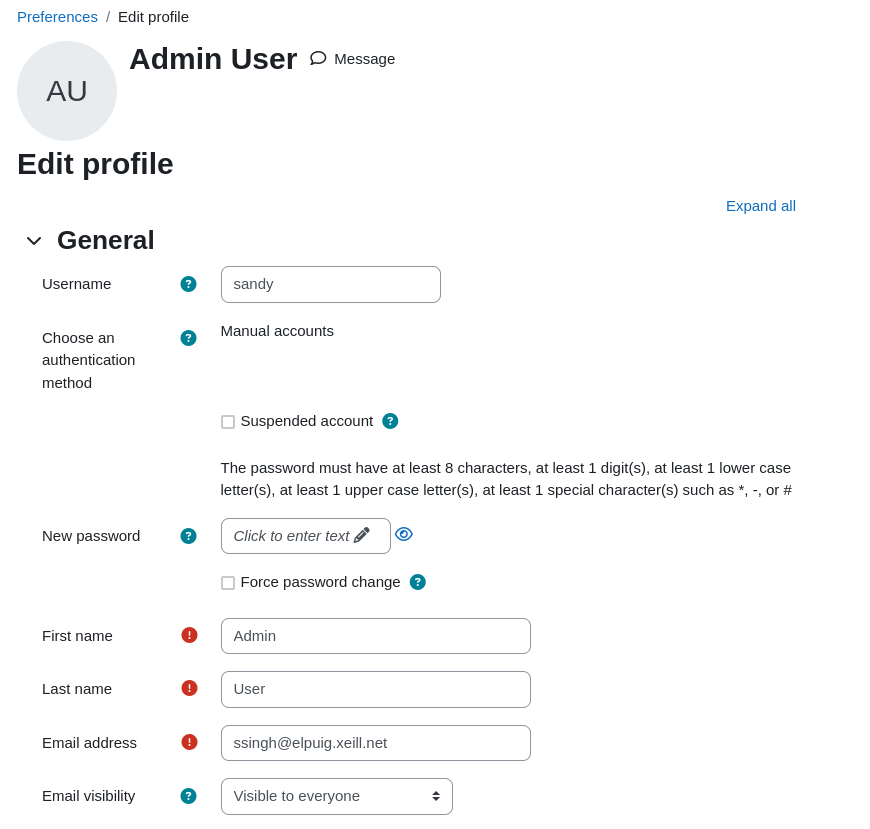 Preferences / Edit profile
AU
Admin User Message
Edit profile
Expand all
General
Username ? sandy
Choose an authentication method ? Manual accounts
Suspended account ?
The password must have at least 8 characters, at least 1 digit(s), at least 1 lower case
letter(s), at least 1 upper case letter(s), at least 1 special character(s) such as *, -, or #
New password ? Click to enter text
Force password change ?
First name ! Admin
Last name ! User
Email address ! ssingh@elpuig.xeill.net
Email visibility ? Visible to everyone